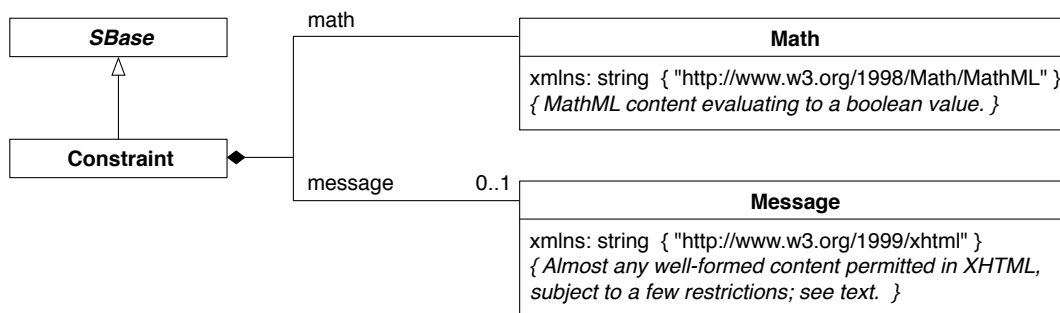 math
SBase
Math
xmlns: string { "http://www.w3.org/1998/Math/MathML" }
{ MathML content evaluating to a boolean value. }
Constraint
message 0..1
Message
xmlns: string { "http://www.w3.org/1999/xhtml" }
{ Almost any well-formed content permitted in XHTML,
subject to a few restrictions; see text. }